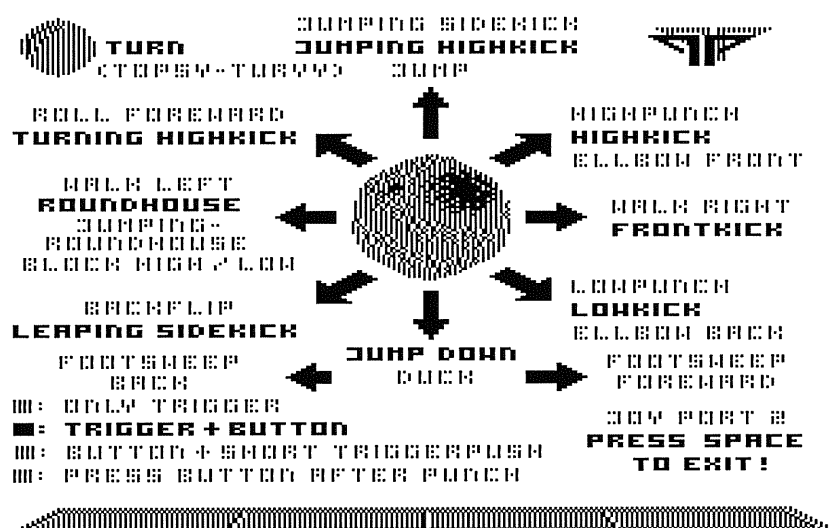 JUMPING SIDEKICK
TURN
JUMPING HIGHKICK
(TOPSY-TURVY)
JUMP
ROLL FOREWARD
TURNING HIGHKICK
HIGHPUNCH
HIGHKICK
ELLBOW FRONT
WALK LEFT
ROUNDHOUSE
JUMPING-
ROUNDHOUSE
BLOCK HIGH/LOW
WALK RIGHT
FRONTKICK
BACKFLIP
LEAPING SIDEKICK
LOWPUNCH
LOWKICK
ELLBOW BACK
JUMP DOWN
DUCK
FOOTSWEEP
BACK
FOOTSWEEP
FOREWARD
: ONLY TRIGGER
: TRIGGER + BUTTON
: BUTTON + SHORT TRIGGERPUSH
: PRESS BUTTON AFTER PUNCH
JOY PORT 2!
PRESS SPACE
TO EXIT!